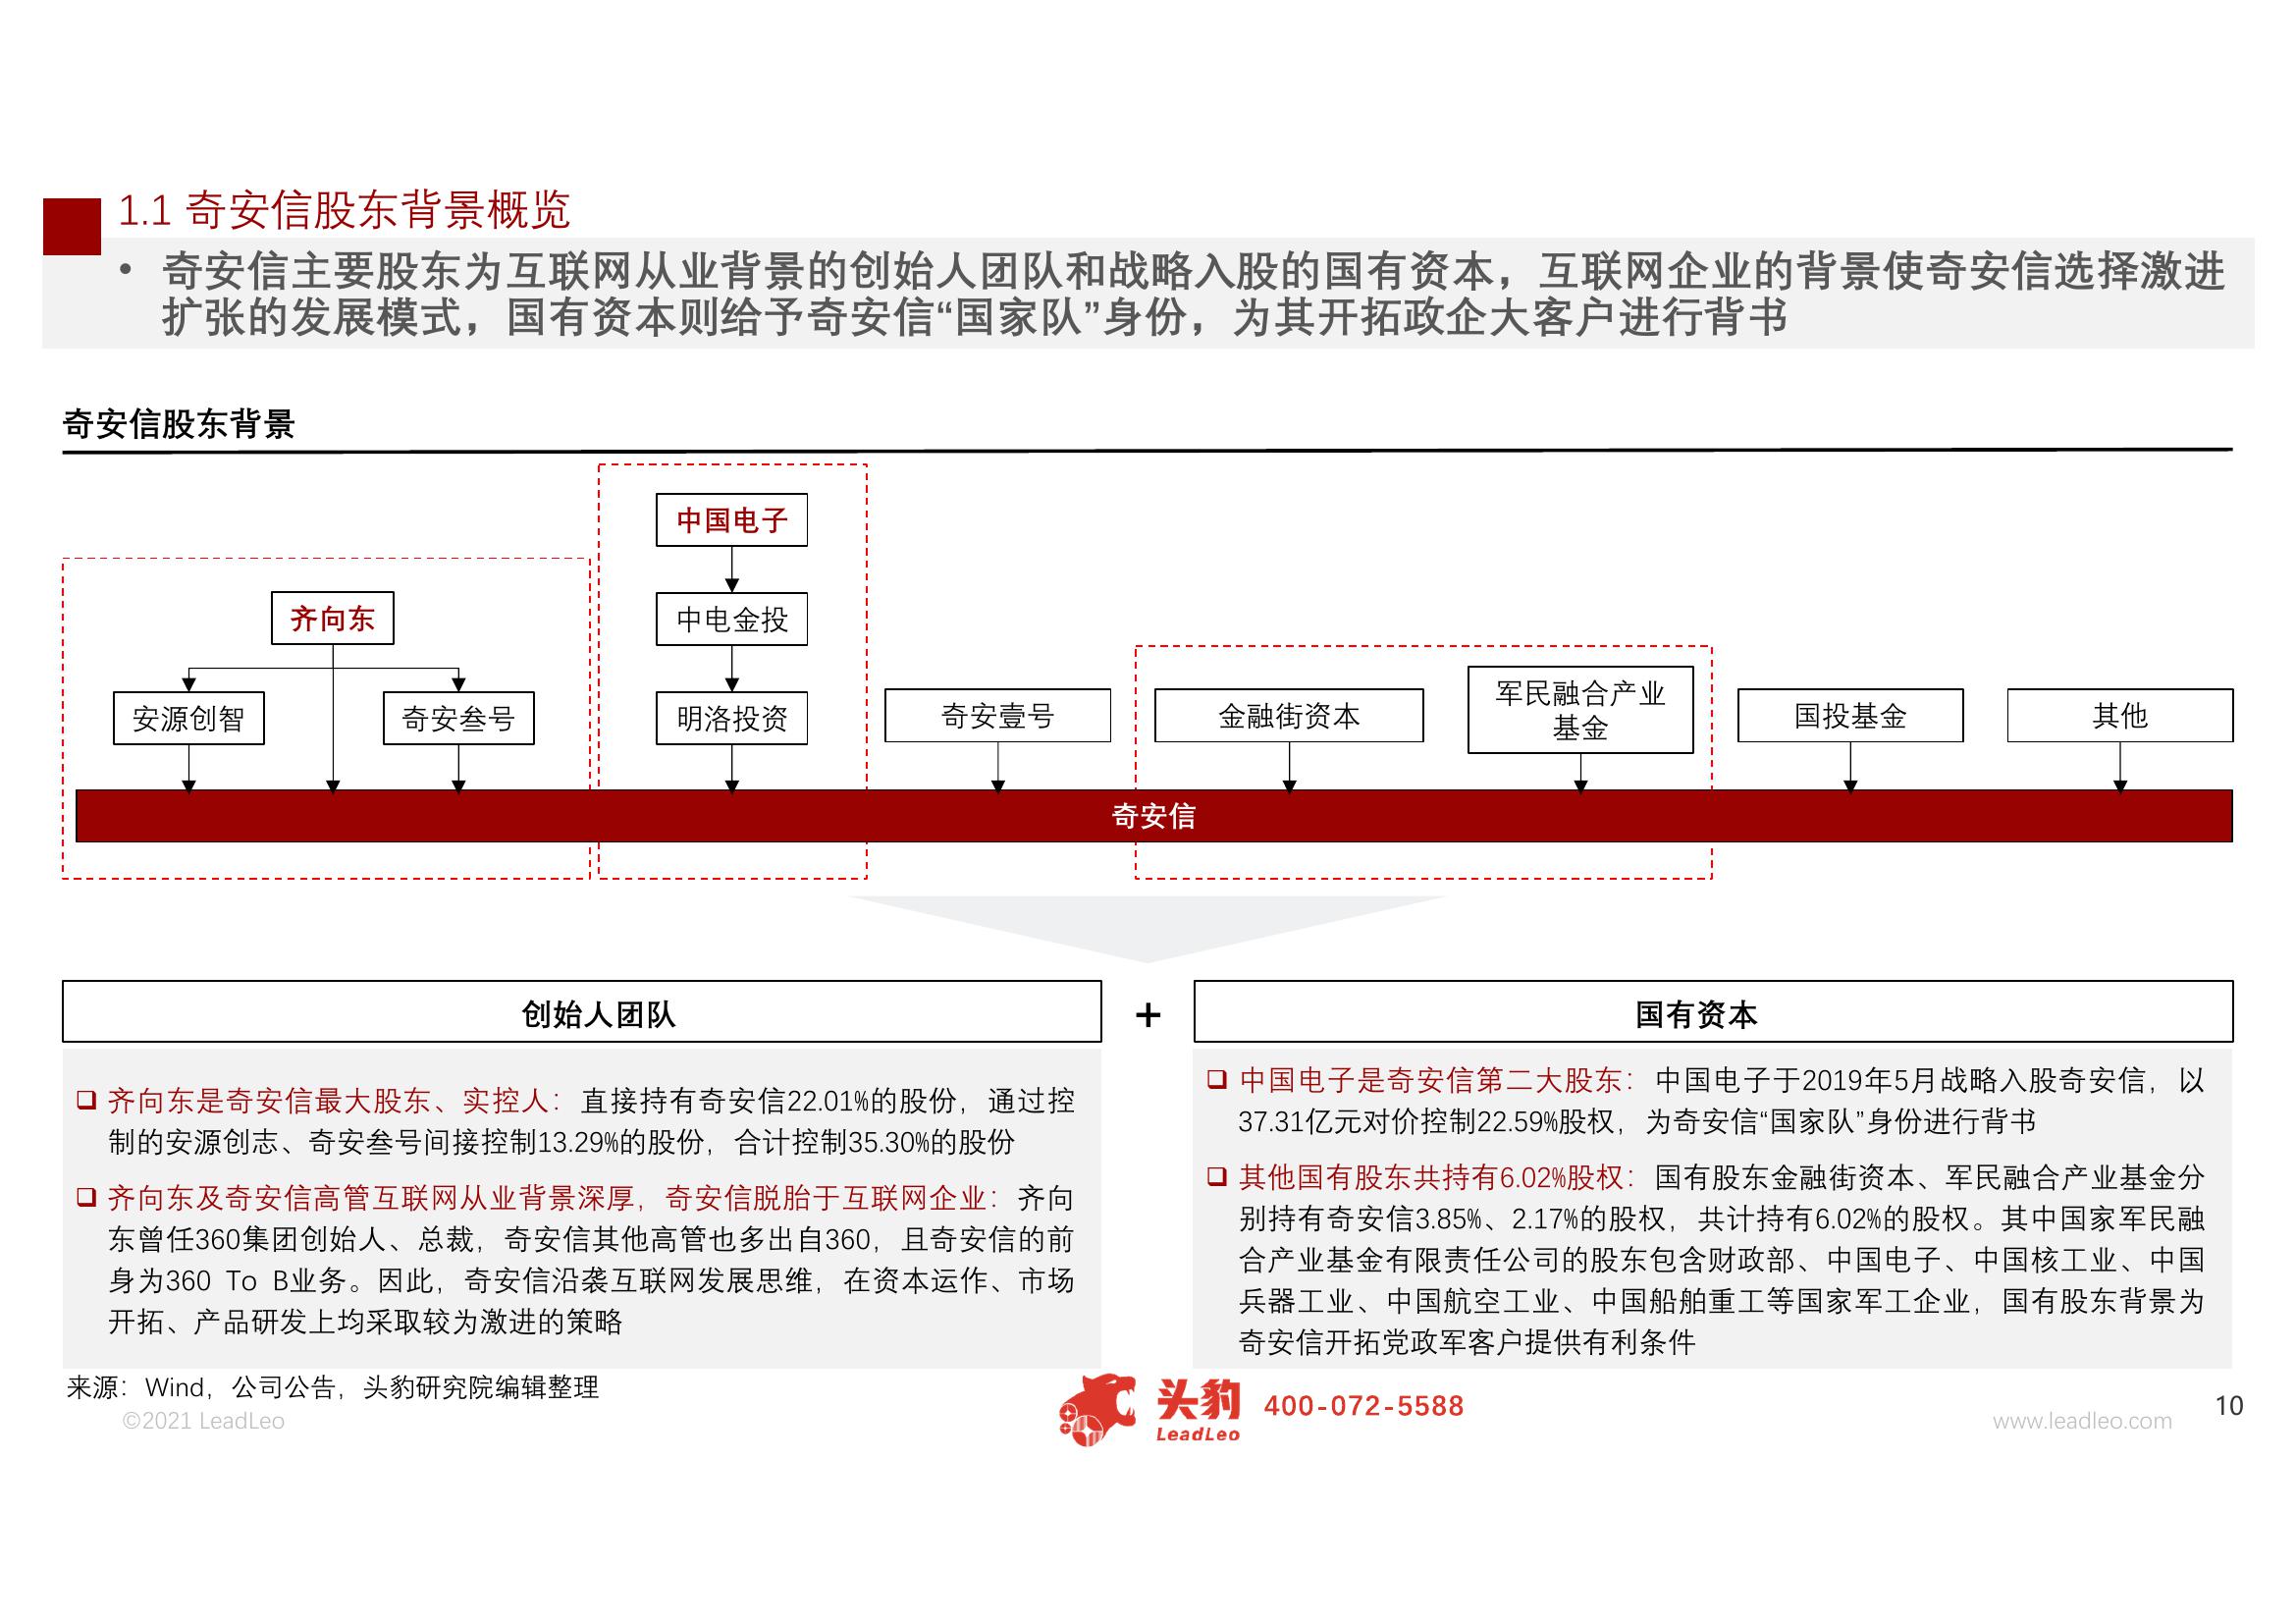 1.1 奇安信股东背景概览
• 奇安信主要股东为互联网从业背景的创始人团队和战略入股的国有资本，互联网企业的背景使奇安信选择激进
扩张的发展模式，国有资本则给予奇安信“国家队”身份，为其开拓政企大客户进行背书
奇安信股东背景
中国电子
齐向东
中电金投
安源创智
奇安叁号
明洛投资
奇安壹号
金融街资本
军民融合产业
基金
国投基金
其他
奇安信
创始人团队
+
国有资本
齐向东是奇安信最大股东、实控人：直接持有奇安信22.01%的股份，通过控
制的安源创志、奇安叁号间接控制13.29%的股份，合计控制35.30%的股份
齐向东及奇安信高管互联网从业背景深厚，奇安信脱胎于互联网企业：齐向
东曾任360集团创始人、总裁，奇安信其他高管也多出自360，且奇安信的前
身为360 To B业务。因此，奇安信沿袭互联网发展思维，在资本运作、市场
开拓、产品研发上均采取较为激进的策略
中国电子是奇安信第二大股东：中国电子于2019年5月战略入股奇安信，以
37.31亿元对价控制22.59%股权，为奇安信“国家队”身份进行背书
其他国有股东共持有6.02%股权：国有股东金融街资本、军民融合产业基金分
别持有奇安信3.85%、2.17%的股权，共计持有6.02%的股权。其中国家军民融
合产业基金有限责任公司的股东包含财政部、中国电子、中国核工业、中国
兵器工业、中国航空工业、中国船舶重工等国家军工企业，国有股东背景为
奇安信开拓党政军客户提供有利条件
来源：Wind，公司公告，头豹研究院编辑整理
©2021 LeadLeo
头豹
LeadLeo
400-072-5588
www.leadleo.com
10